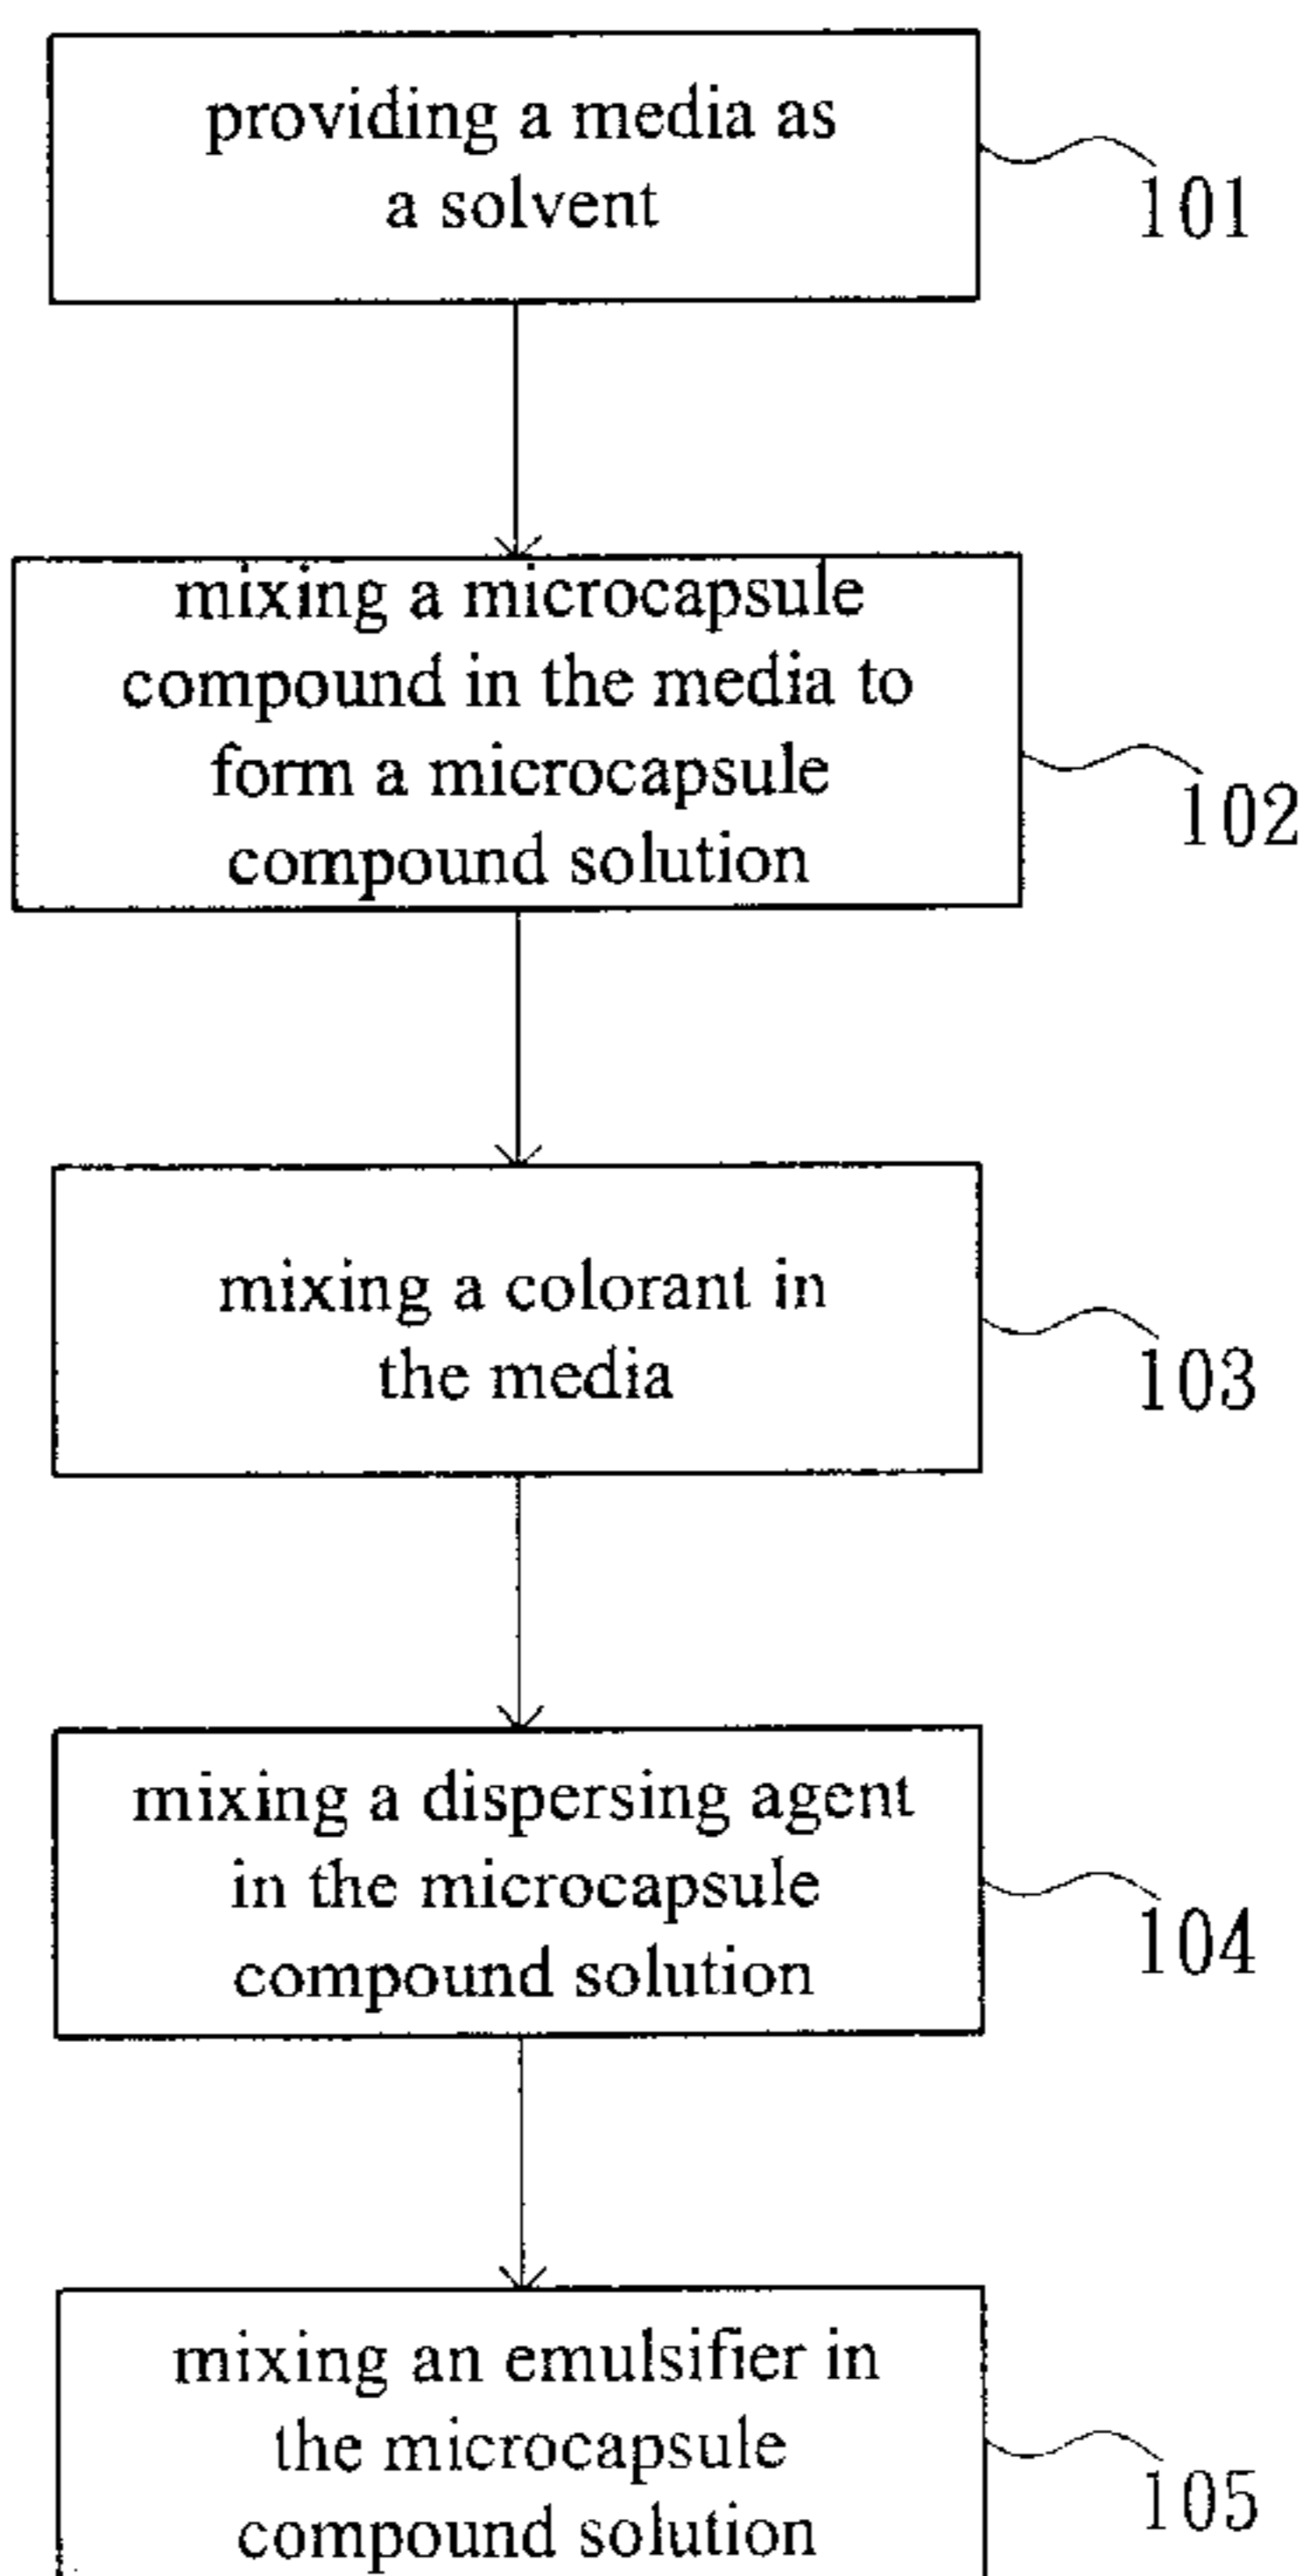 providing a media as
a solvent
101
mixing a microcapsule
compound in the media to
form a microcapsule
compound solution
102
mixing a colorant in
the media
103
mixing a dispersing agent
in the microcapsule
compound solution
104
mixing an emulsifier in
the microcapsule
compound solution
105